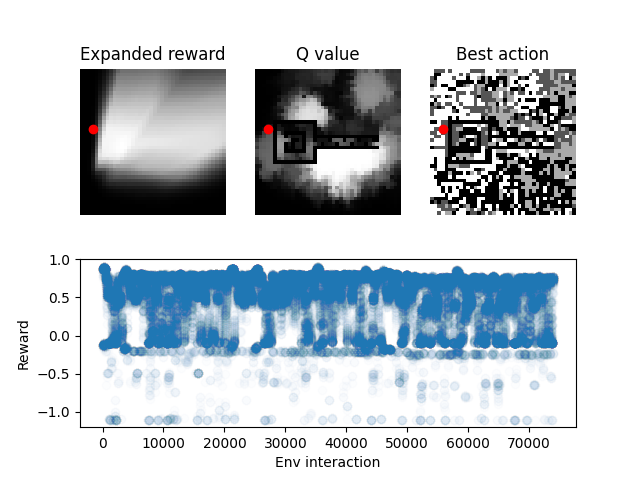 Expanded reward
Q value
Best action
1.0
0.5
0.0
−0.5
−1.0
Reward
0 10000 20000 30000 40000 50000 60000 70000
Env interaction